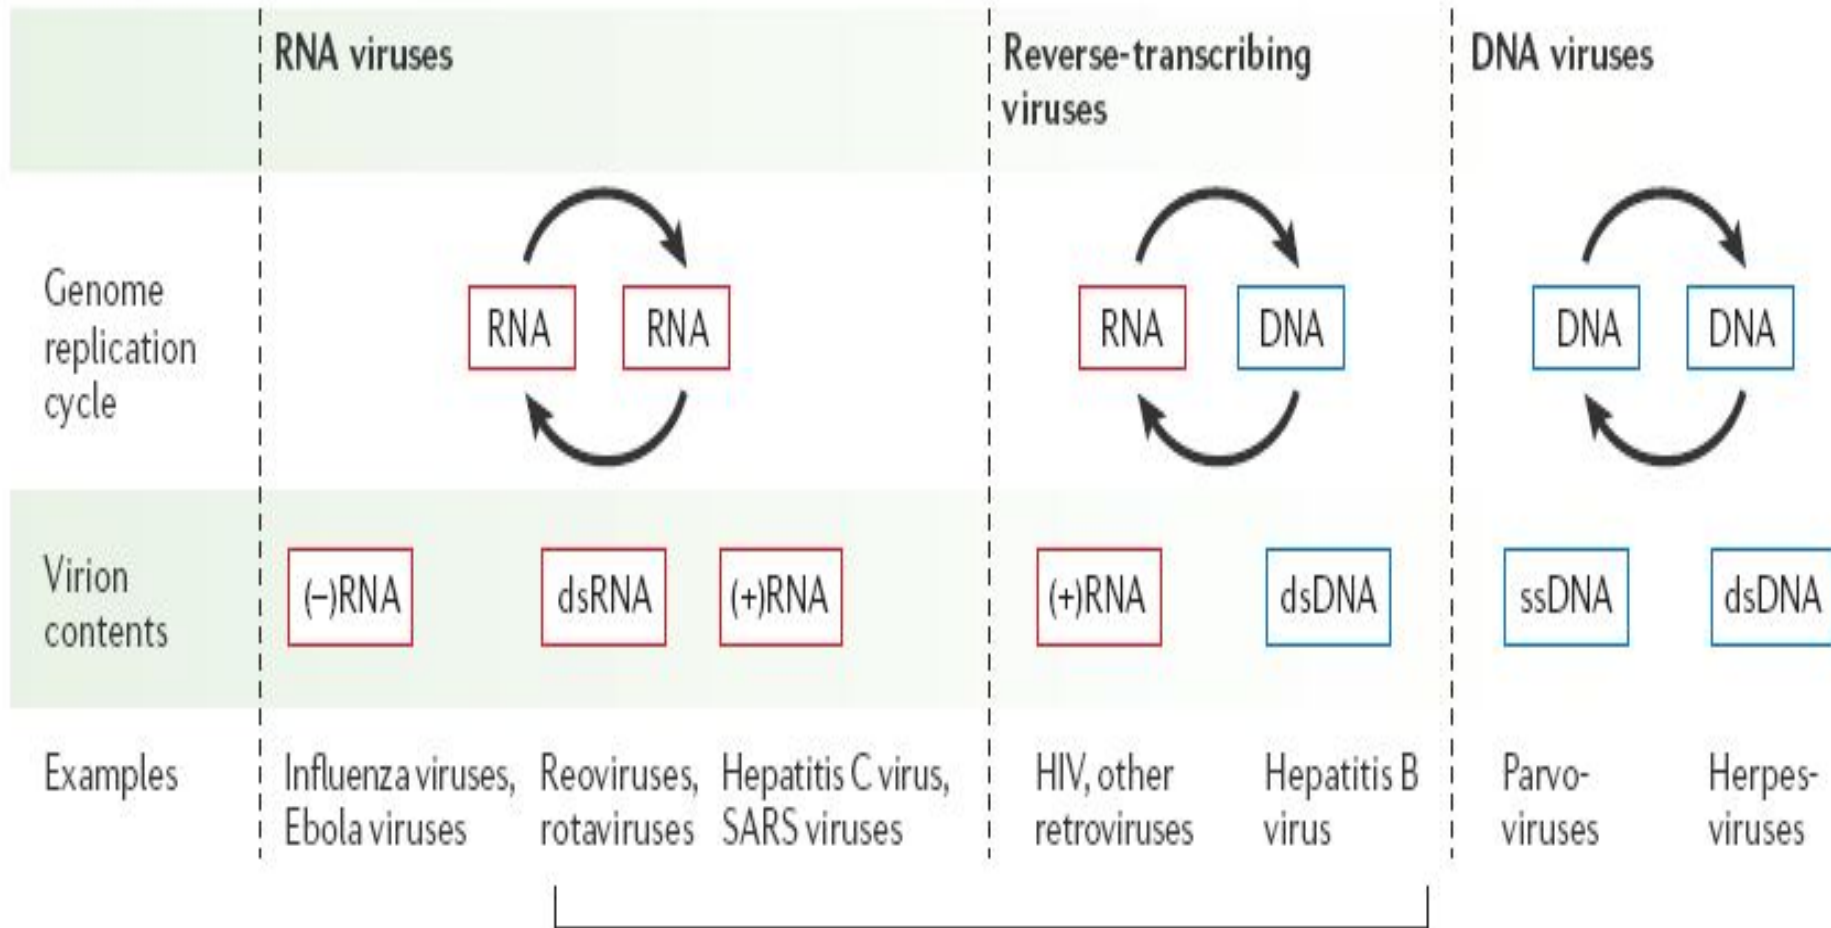 RNA viruses
Reverse-transcribing
viruses
DNA viruses
Genome
replication
cycle
RNA
RNA
RNA
DNA
DNA
DNA
Virion
contents
(–)RNA
dsRNA
(+)RNA
(+)RNA
dsDNA
ssDNA
dsDNA
Examples
Influenza viruses,
Ebola viruses
Reoviruses,
rotaviruses
Hepatitis C virus,
SARS viruses
HIV, other
retroviruses
Hepatitis B
virus
Parvo-
viruses
Herpes-
viruses